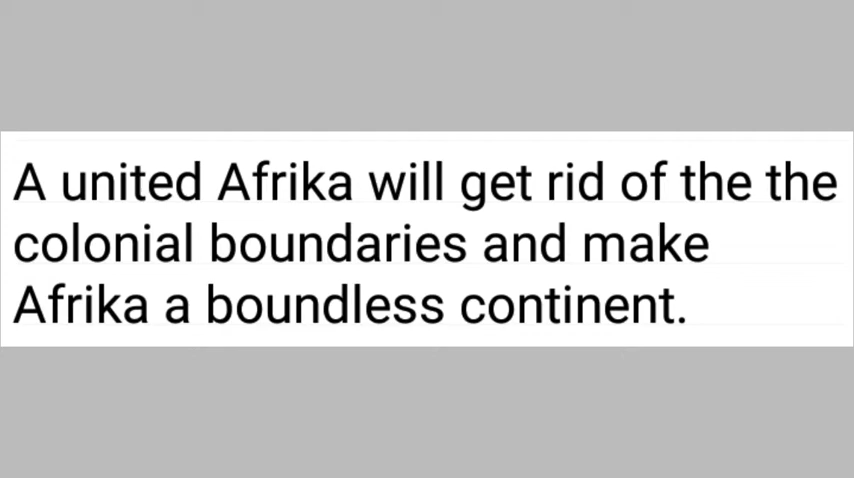 A united Afrika will get rid of the the
colonial boundaries and make
Afrika a boundless continent.